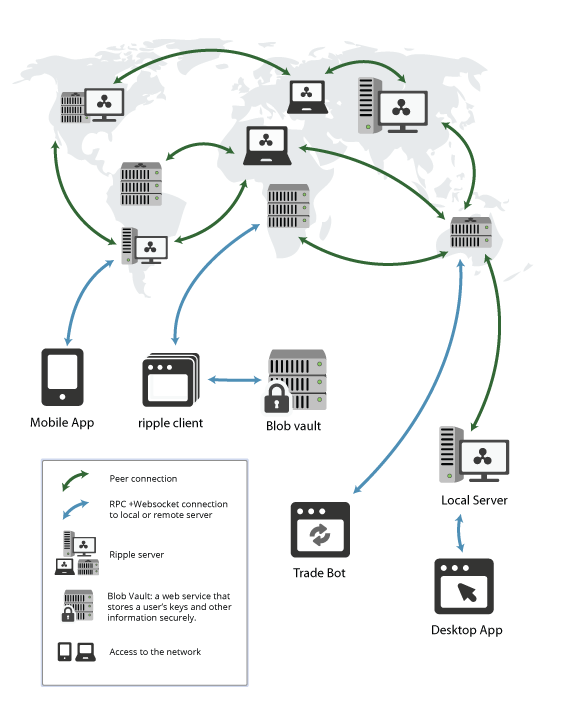 Mobile App
ripple client
Blob vault
Local Server
Trade Bot
Desktop App
Peer connection
RPC +Websocket connection
to local or remote server
Ripple server
Blob Vault: a web service that
stores a user's keys and other
information securely.
Access to the network